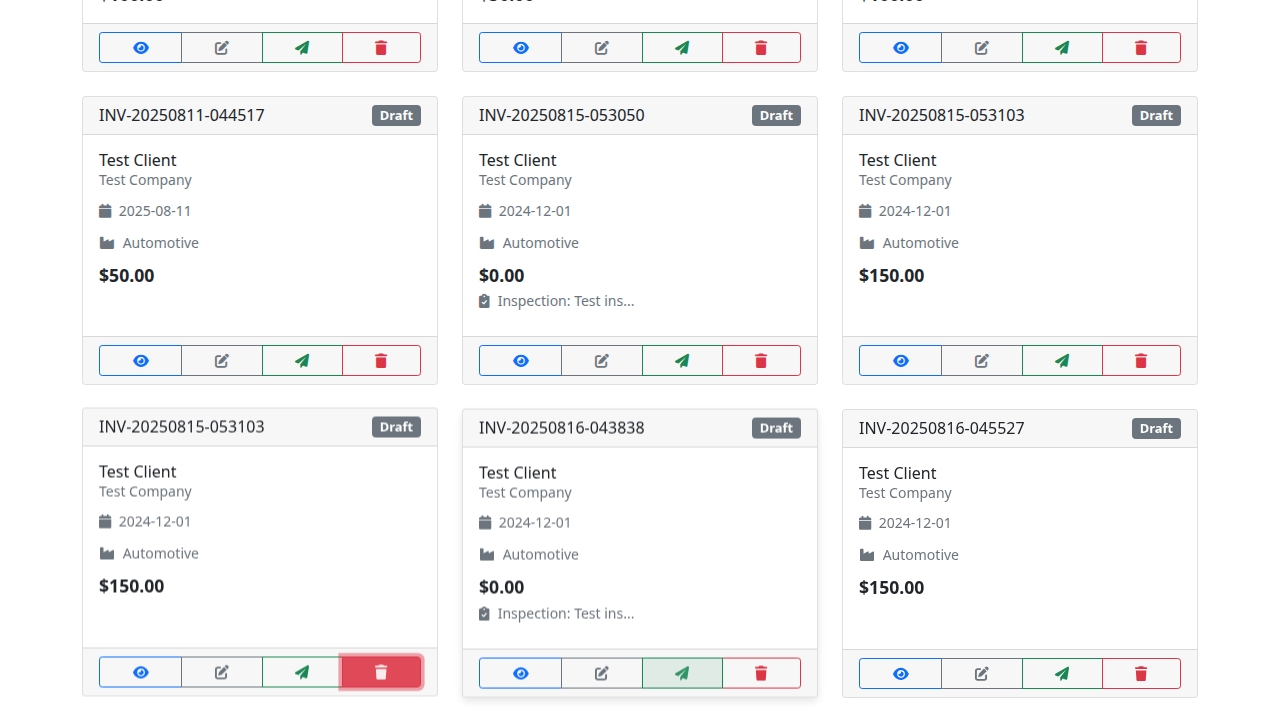 INV-20250811-044517 Draft
Test Client
Test Company
2025-08-11
Automotive
$50.00
INV-20250815-053050 Draft
Test Client
Test Company
2024-12-01
Automotive
$0.00
Inspection: Test ins...
INV-20250815-053103 Draft
Test Client
Test Company
2024-12-01
Automotive
$150.00
INV-20250815-053103 Draft
Test Client
Test Company
2024-12-01
Automotive
$150.00
INV-20250816-043838 Draft
Test Client
Test Company
2024-12-01
Automotive
$0.00
Inspection: Test ins...
INV-20250816-045527 Draft
Test Client
Test Company
2024-12-01
Automotive
$150.00